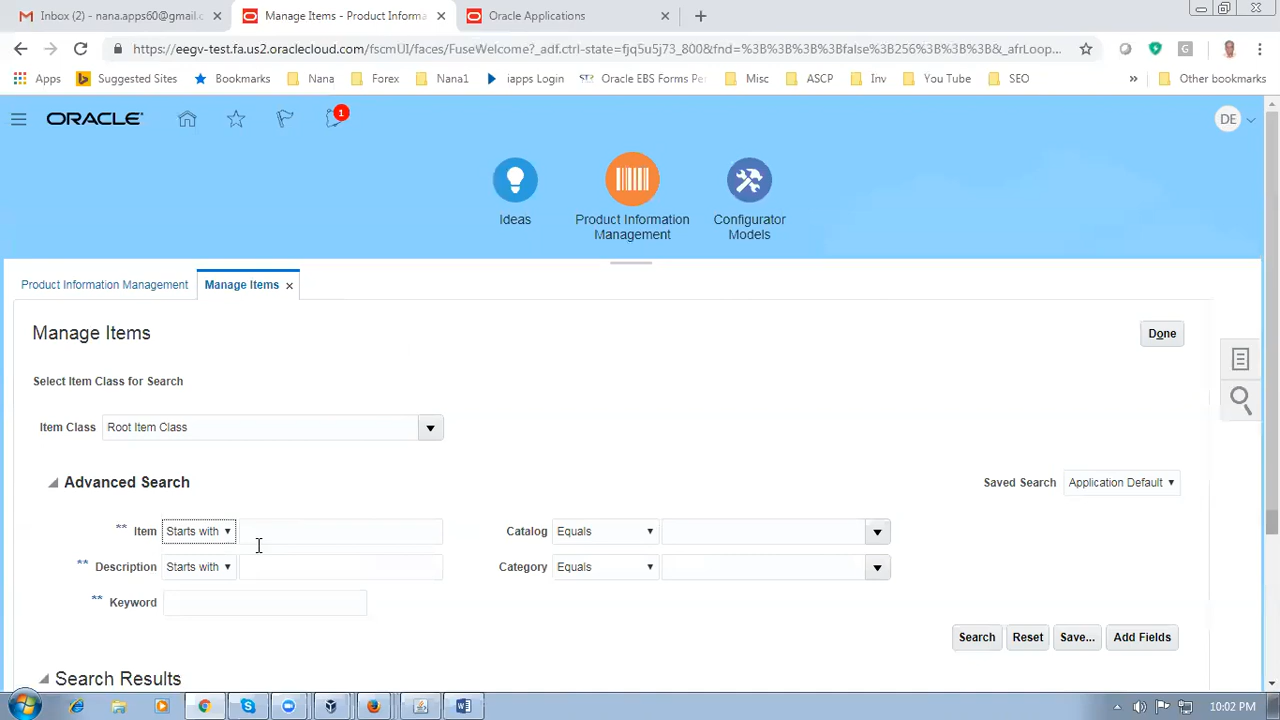 Inbox (2) - nana.apps60@gmail.c
Manage Items - Product Informa
Oracle Applications
https://eegv-test.fa.us2.oraclecloud.com/fscmUI/faces/FuseWelcome?_adf.ctrl-state=fjq5u5j73_800&fnd=%3B%3B%3B%3Bfalse%3B256%3B%3B%3B&_afrLoop...
Apps
Suggested Sites
Bookmarks
Nana
Forex
Nana1
iapps Login
Oracle EBS Forms Pe
Misc
ASCP
Inv
You Tube
SEO
Other bookmarks
ORACLE
1
DE
Ideas
Product Information Management
Configurator Models
Product Information Management
Manage Items
Manage Items
Done
Select Item Class for Search
Item Class Root Item Class
Advanced Search
Saved Search Application Default
** Item Starts with
Catalog Equals
** Description Starts with
Category Equals
** Keyword
Search Reset Save... Add Fields
Search Results
10:02 PM